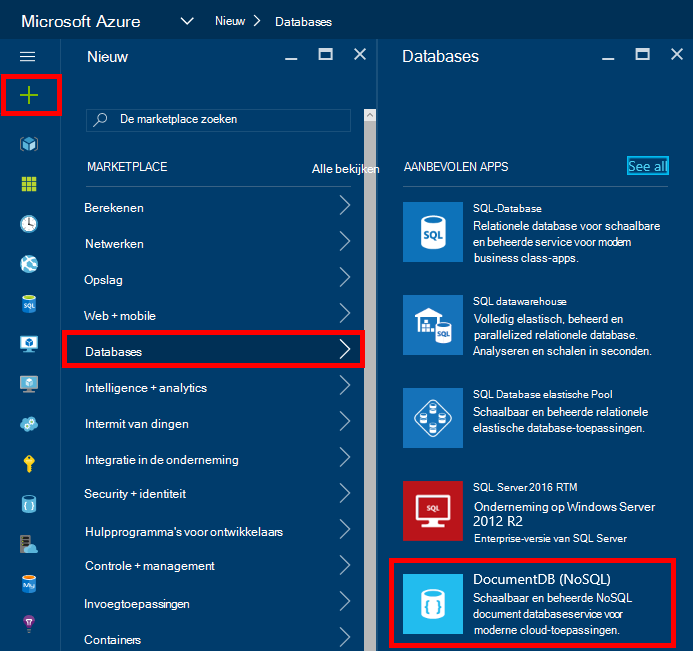 Microsoft Azure
Nieuw
Databases
Nieuw
De marketplace zoeken
MARKETPLACE
Alle bekijken
Berekenen
Netwerken
Opslag
Web + mobile
Databases
Intelligence + analytics
Intermit van dingen
Integratie in de onderneming
Security + identiteit
Hulpprogramma's voor ontwikkelaars
Controle + management
Invoegtoepassingen
Containers
Databases
AANBEVOLEN APPS
See all
SQL
SQL-Database
Relationele database voor schaalbare
en beheerde service voor modern
business class-apps.
SQL
SQL datawarehouse
Volledig elastisch, beheerd en
parallelized relationele database.
Analyseren en schalen in seconden.
SQL Database elastische Pool
Schaalbaar en beheerde relationele
elastische database-toepassingen.
SQL
SQL Server 2016 RTM
Onderneming op Windows Server
2012 R2
Enterprise-versie van SQL Server
{ }
DocumentDB (NoSQL)
Schaalbaar en beheerde NoSQL
document databaseservice voor
moderne cloud-toepassingen.